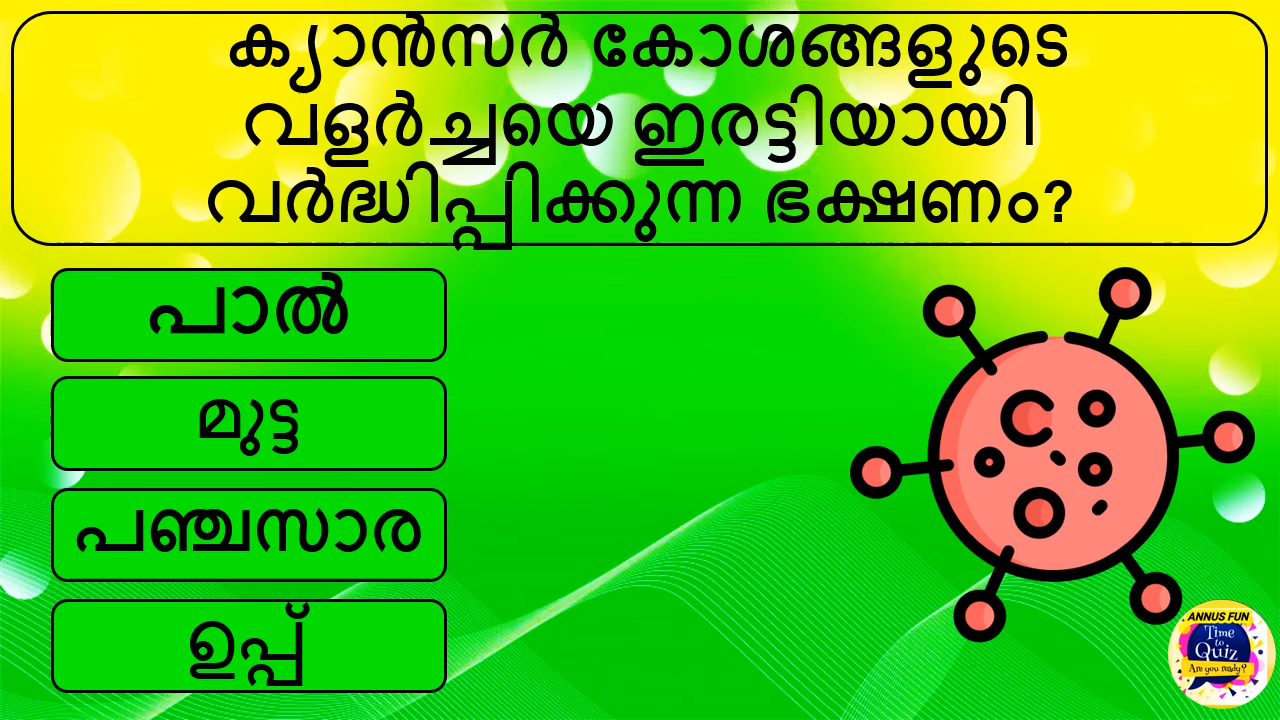 ക്യാൻസർ കോശങ്ങളുടെ
വളർച്ചയെ ഇരട്ടിയായി
വർദ്ധിപ്പിക്കുന്ന ഭക്ഷണം?
പാൽ
മുട്ട
പഞ്ചസാര
ഉപ്പ്
ANNUS FUN
Time
to
Quiz
Are you ready?